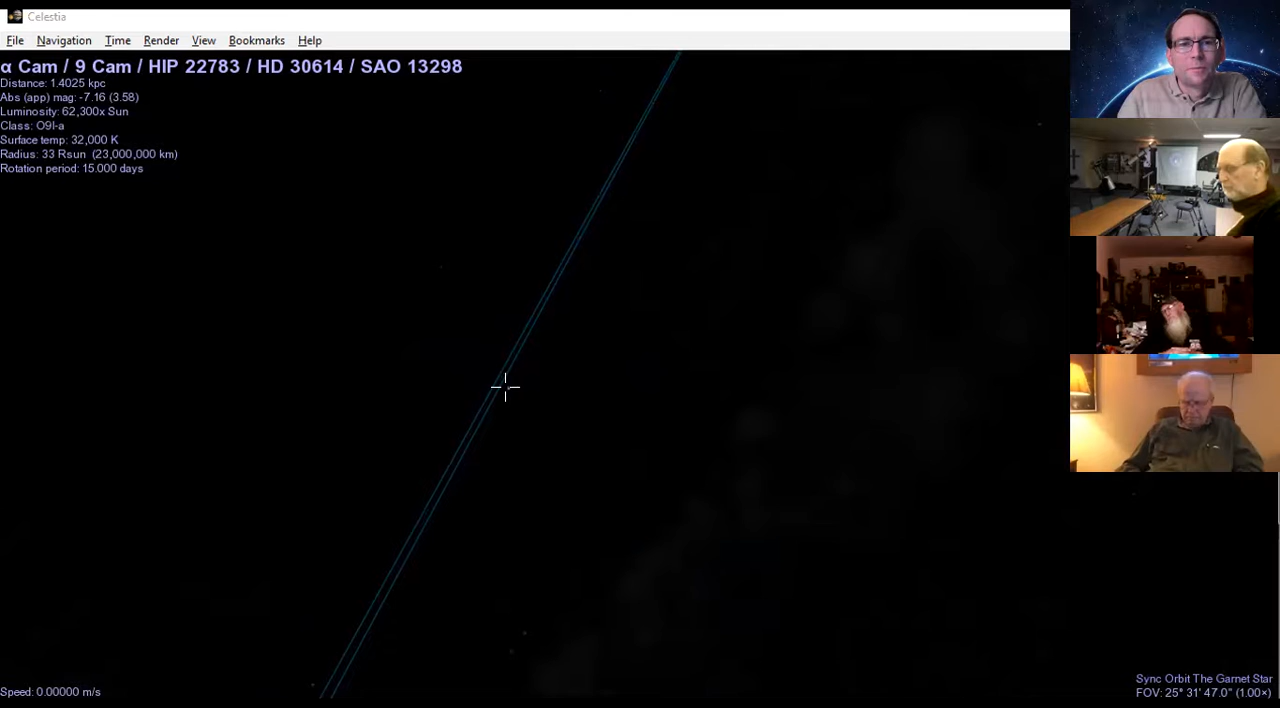 Celestia
File Navigation Time Render View Bookmarks Help
α Cam / 9 Cam / HIP 22783 / HD 30614 / SAO 13298
Distance: 1.4025 kpc
Abs (app) mag: -7.16 (3.58)
Luminosity: 62,300x Sun
Class: O9I-a
Surface temp: 32,000 K
Radius: 33 Rsun (23,000,000 km)
Rotation period: 15.000 days
Speed: 0.00000 m/s
Sync Orbit The Garnet Star
FOV: 25° 31' 47.0" (1.00×)